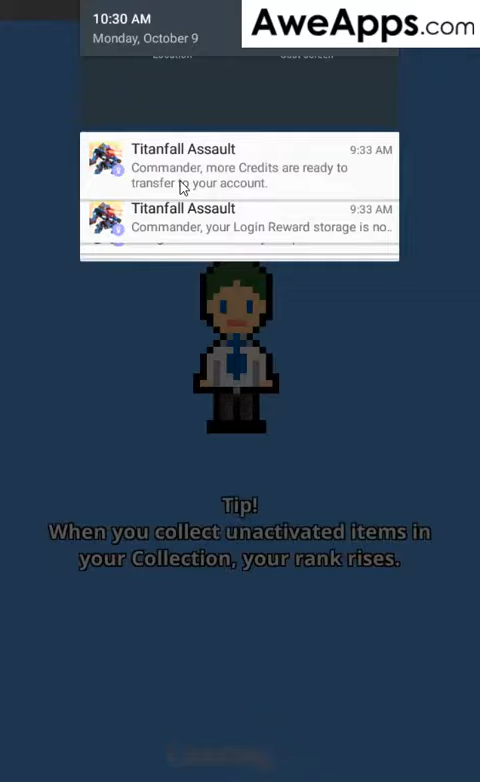 10:30 AM
Monday, October 9
AweApps.com
Titanfall Assault 9:33 AM
Commander, more Credits are ready to
transfer to your account.
Titanfall Assault 9:33 AM
Commander, your Login Reward storage is no..
Tip!
When you collect unactivated items in
your Collection, your rank rises.